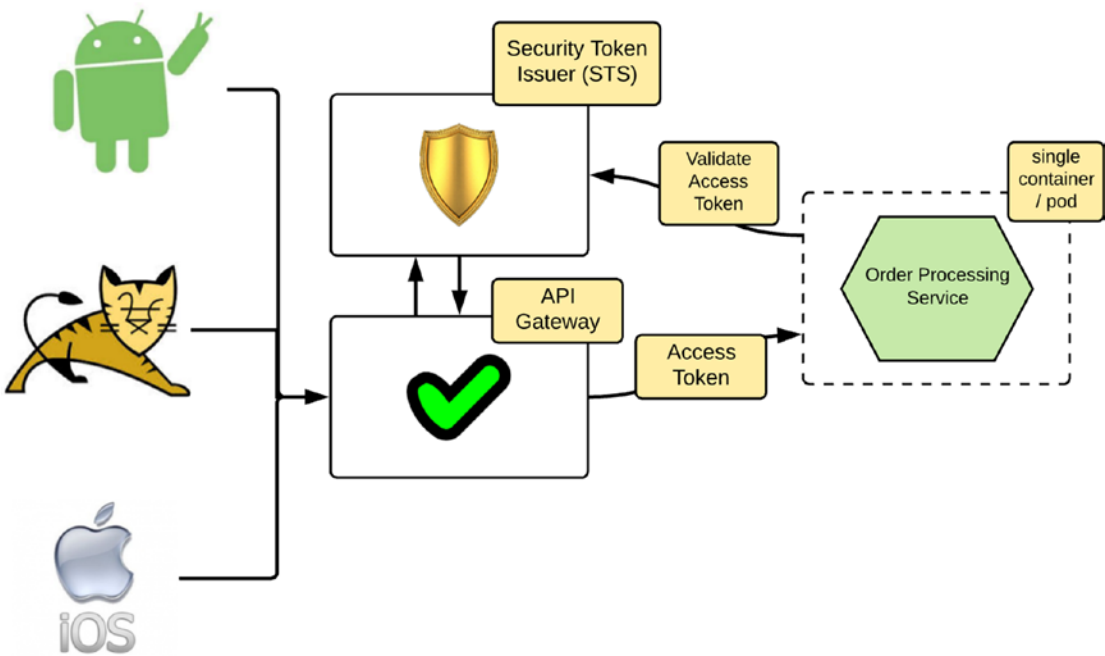 Security Token
Issuer (STS)
Validate
Access
Token
single
container
/ pod
Order Processing
Service
API
Gateway
Access
Token
iOS